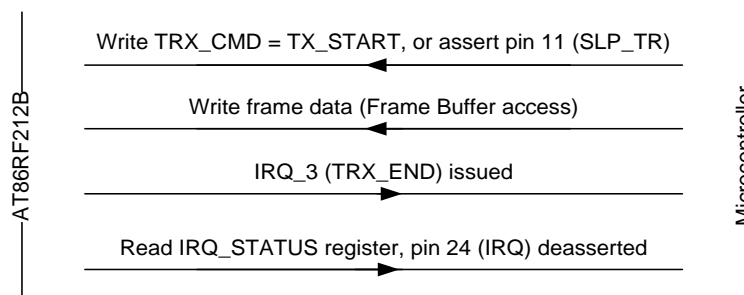 Write TRX_CMD = TX_START, or assert pin 11 (SLP_TR)
Write frame data (Frame Buffer access)
IRQ_3 (TRX_END) issued
Read IRQ_STATUS register, pin 24 (IRQ) deasserted
AT86RF212B
Microcontroller